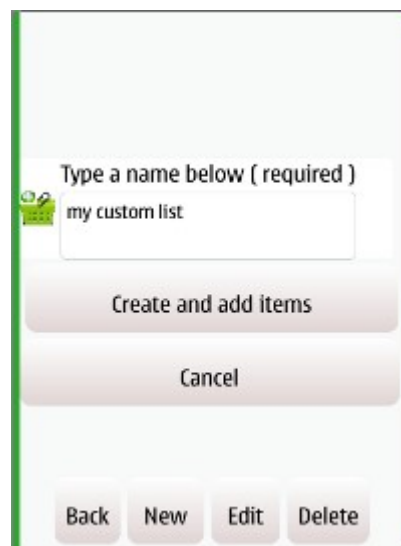 Type a name below ( required )
my custom list
Create and add items
Cancel
Back New Edit Delete